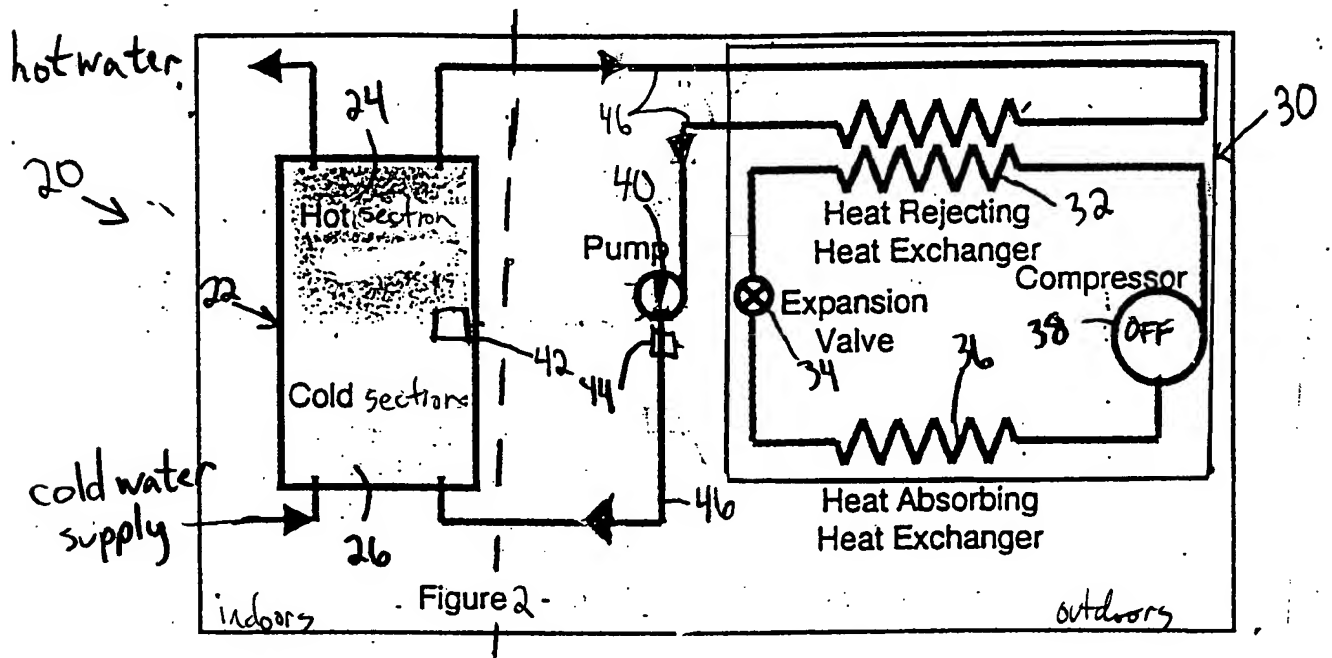 hot water
24
46
30
20
40
Hot section
32
Heat Rejecting
Heat Exchanger
Pump
Compressor
22
Expansion
Valve
38
OFF
42
44
34
36
Cold section
cold water
supply
46
Heat Absorbing
Heat Exchanger
26
Figure 2
indoors
outdoors